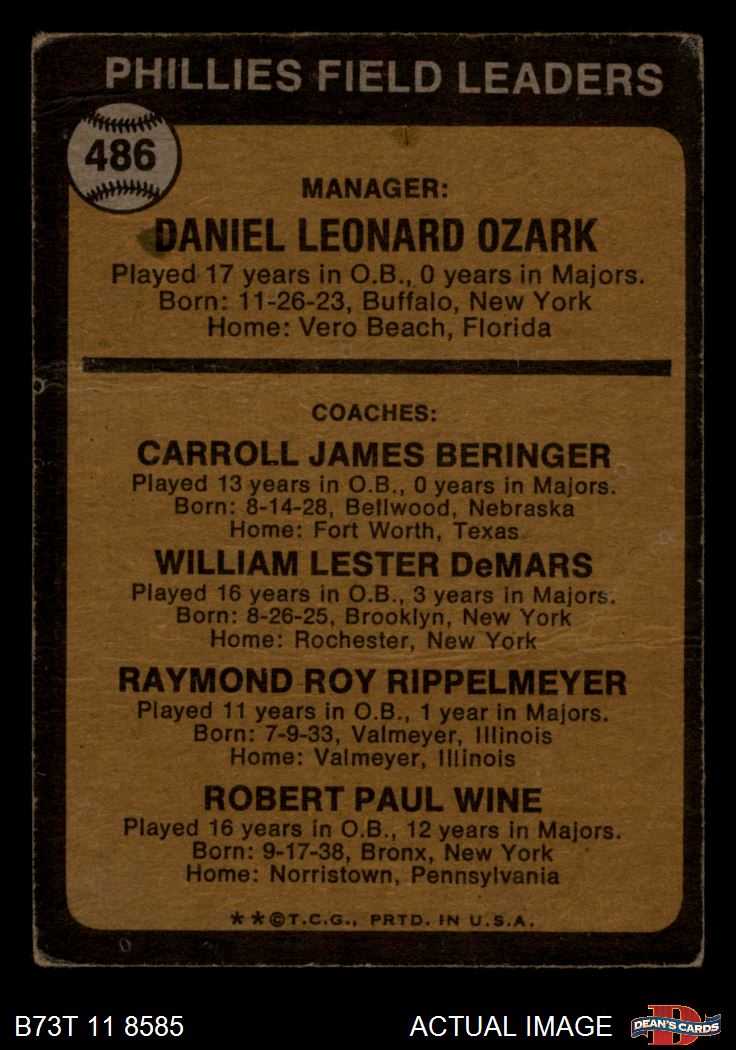 PHILLIES FIELD LEADERS
486
MANAGER:
DANIEL LEONARD OZARK
Played 17 years in O.B., 0 years in Majors.
Born: 11-26-23, Buffalo, New York
Home: Vero Beach, Florida
COACHES:
CARROLL JAMES BERINGER
Played 13 years in O.B., 0 years in Majors.
Born: 8-14-28, Bellwood, Nebraska
Home: Fort Worth, Texas
WILLIAM LESTER DeMARS
Played 16 years in O.B., 3 years in Majors.
Born: 8-26-25, Brooklyn, New York
Home: Rochester, New York
RAYMOND ROY RIPPELMEYER
Played 11 years in O.B., 1 year in Majors.
Born: 7-9-33, Valmeyer, Illinois
Home: Valmeyer, Illinois
ROBERT PAUL WINE
Played 16 years in O.B., 12 years in Majors.
Born: 9-17-38, Bronx, New York
Home: Norristown, Pennsylvania
**©T.C.G., PRTD. IN U.S.A.
B73T 11 8585
ACTUAL IMAGE
DEAN'S CARDS